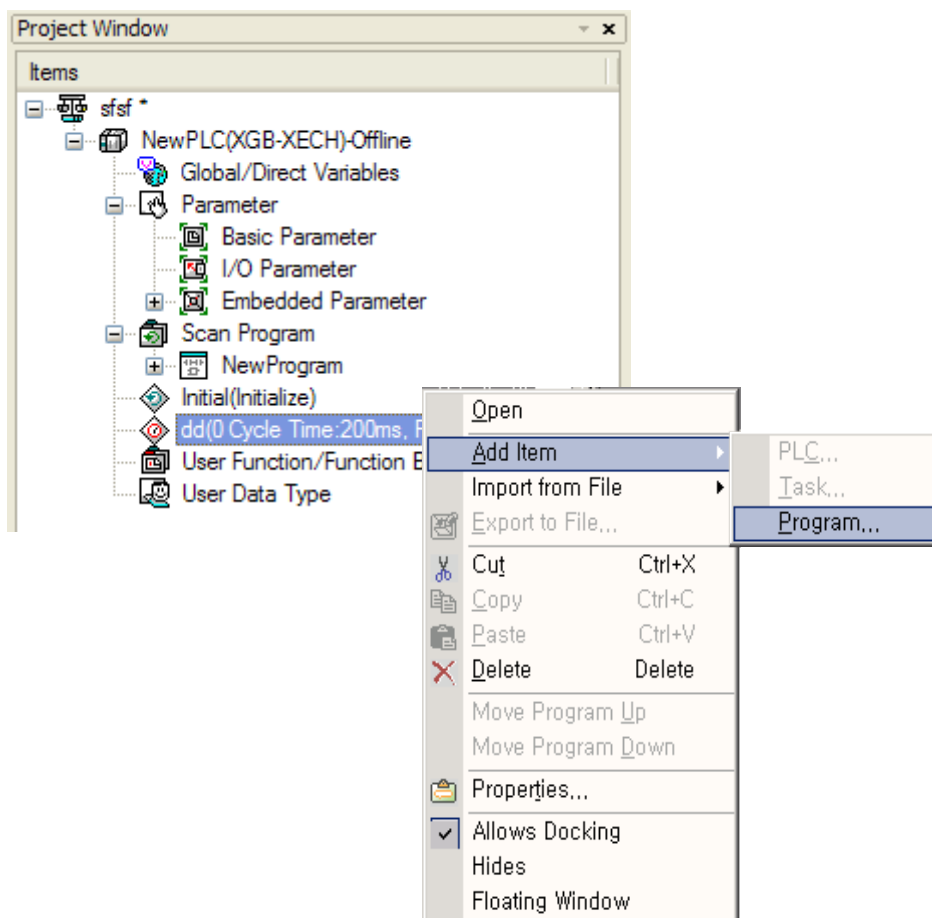 Project Window
Items
sfsf *
NewPLC(XGB-XECH)-Offline
Global/Direct Variables
Parameter
Basic Parameter
I/O Parameter
Embedded Parameter
Scan Program
NewProgram
Initial(Initialize)
dd(0 Cycle Time:200ms,
User Function/Function
User Data Type
Open
Add Item
Import from File
Export to File...
Cut Ctrl+X
Copy Ctrl+C
Paste Ctrl+V
Delete Delete
Move Program Up
Move Program Down
Properties...
Allows Docking
Hides
Floating Window
PLC...
Task...
Program...